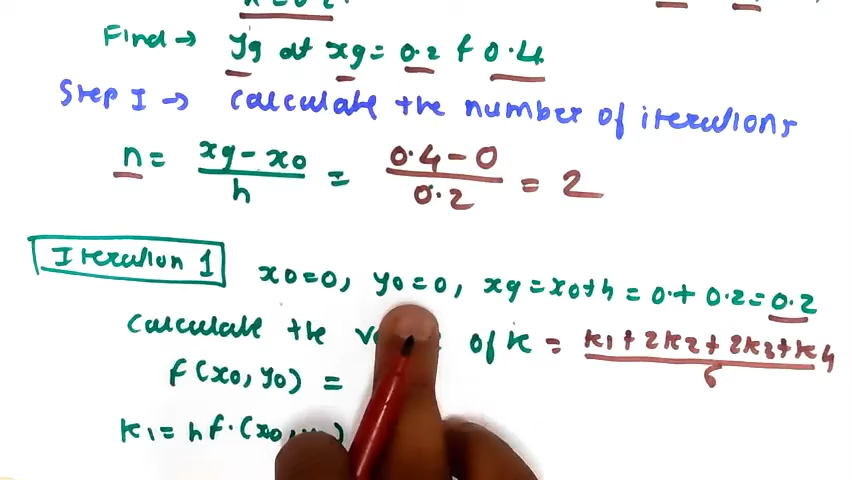 Find → yg at xg = 0.2 f 0.4
Step I → Calculate the number of iterations
n = xg - x0 / h = 0.4 - 0 / 0.2 = 2
Iteration 1 x0=0, y0=0, xg = x0+h = 0+ 0.2 = 0.2
Calculate the of k = k1 + 2k2 + 2k3 + k4 / 6
f(x0, y0) =
k1 = hf.(x0,